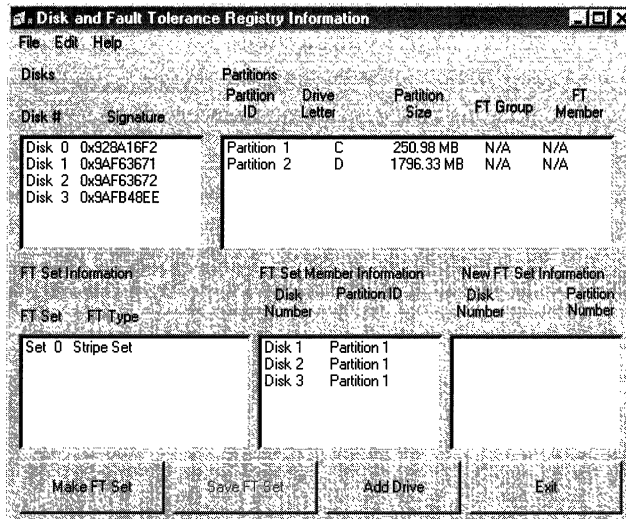 Disk and Fault Tolerance Registry Information
File Edit Help
Disks
Disk # Signature
Disk 0 0x928A16F2
Disk 1 0x9AF63671
Disk 2 0x9AF63672
Disk 3 0x9AFB48EE
Partitions
Partition ID Drive Letter Partition Size FT Group FT Member
Partition 1 C 250.98 MB N/A N/A
Partition 2 D 1796.33 MB N/A N/A
FT Set Information
FT Set FT Type
Set 0 Stripe Set
FT Set Member Information
Disk Number Partition ID
Disk 1 Partition 1
Disk 2 Partition 1
Disk 3 Partition 1
New FT Set Information
Disk Number Partition Number
Make FT Set Save FT Set Add Drive Exit